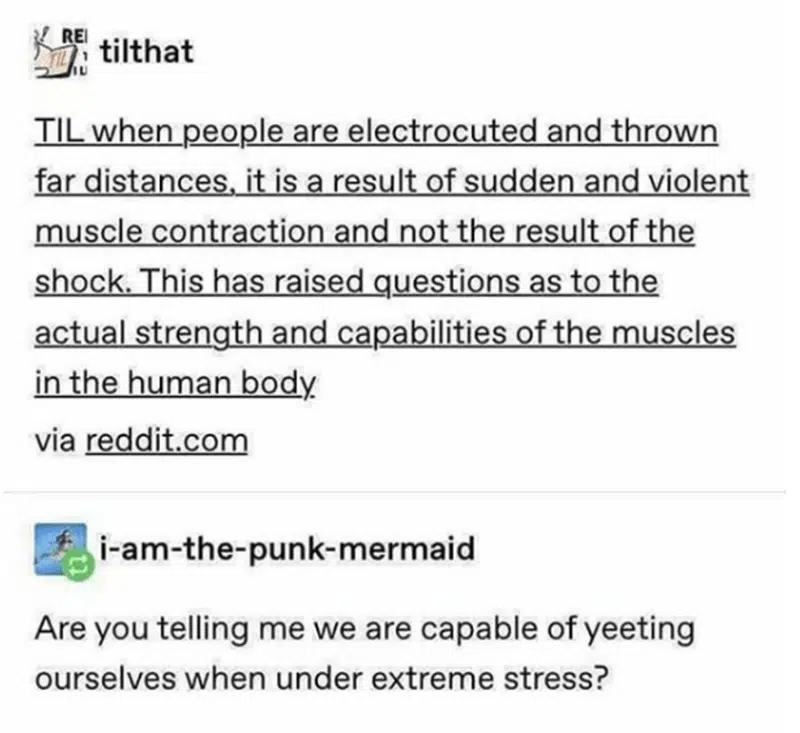 REI
TIL
tilthat
TIL when people are electrocuted and thrown
far distances, it is a result of sudden and violent
muscle contraction and not the result of the
shock. This has raised questions as to the
actual strength and capabilities of the muscles
in the human body
via reddit.com
i-am-the-punk-mermaid
Are you telling me we are capable of yeeting
ourselves when under extreme stress?